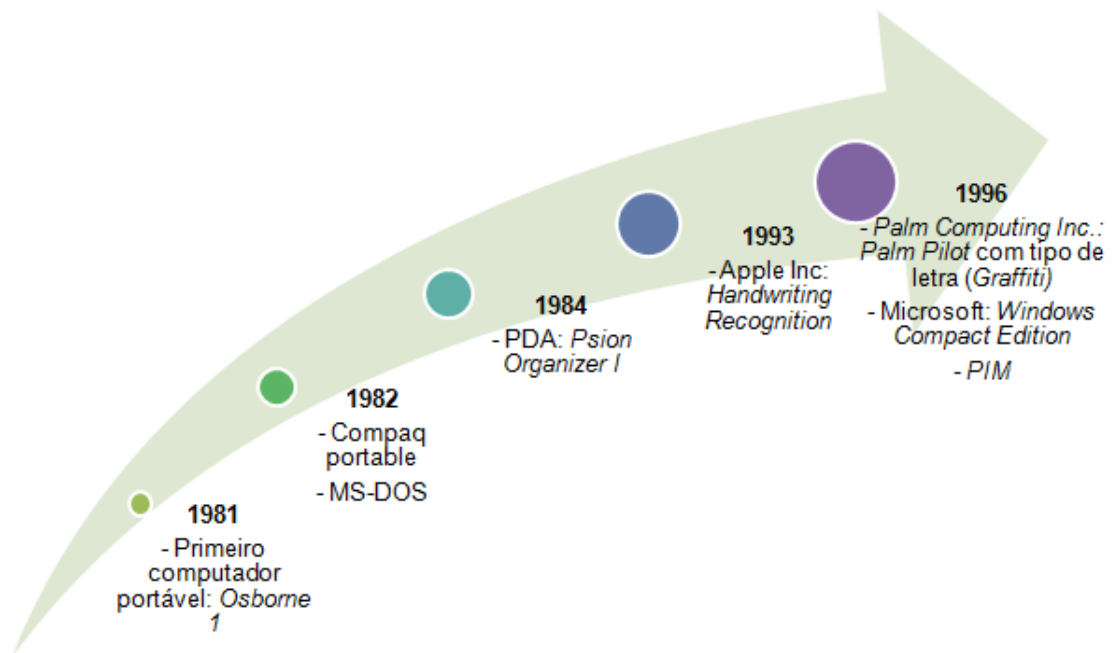 1981
- Primeiro
computador
portável: Osborne
1
1982
- Compaq
portable
- MS-DOS
1984
- PDA: Psion
Organizer I
1993
- Apple Inc:
Handwriting
Recognition
1996
- Palm Computing Inc.:
Palm Pilot com tipo de
letra (Graffiti)
- Microsoft: Windows
Compact Edition
- PIM